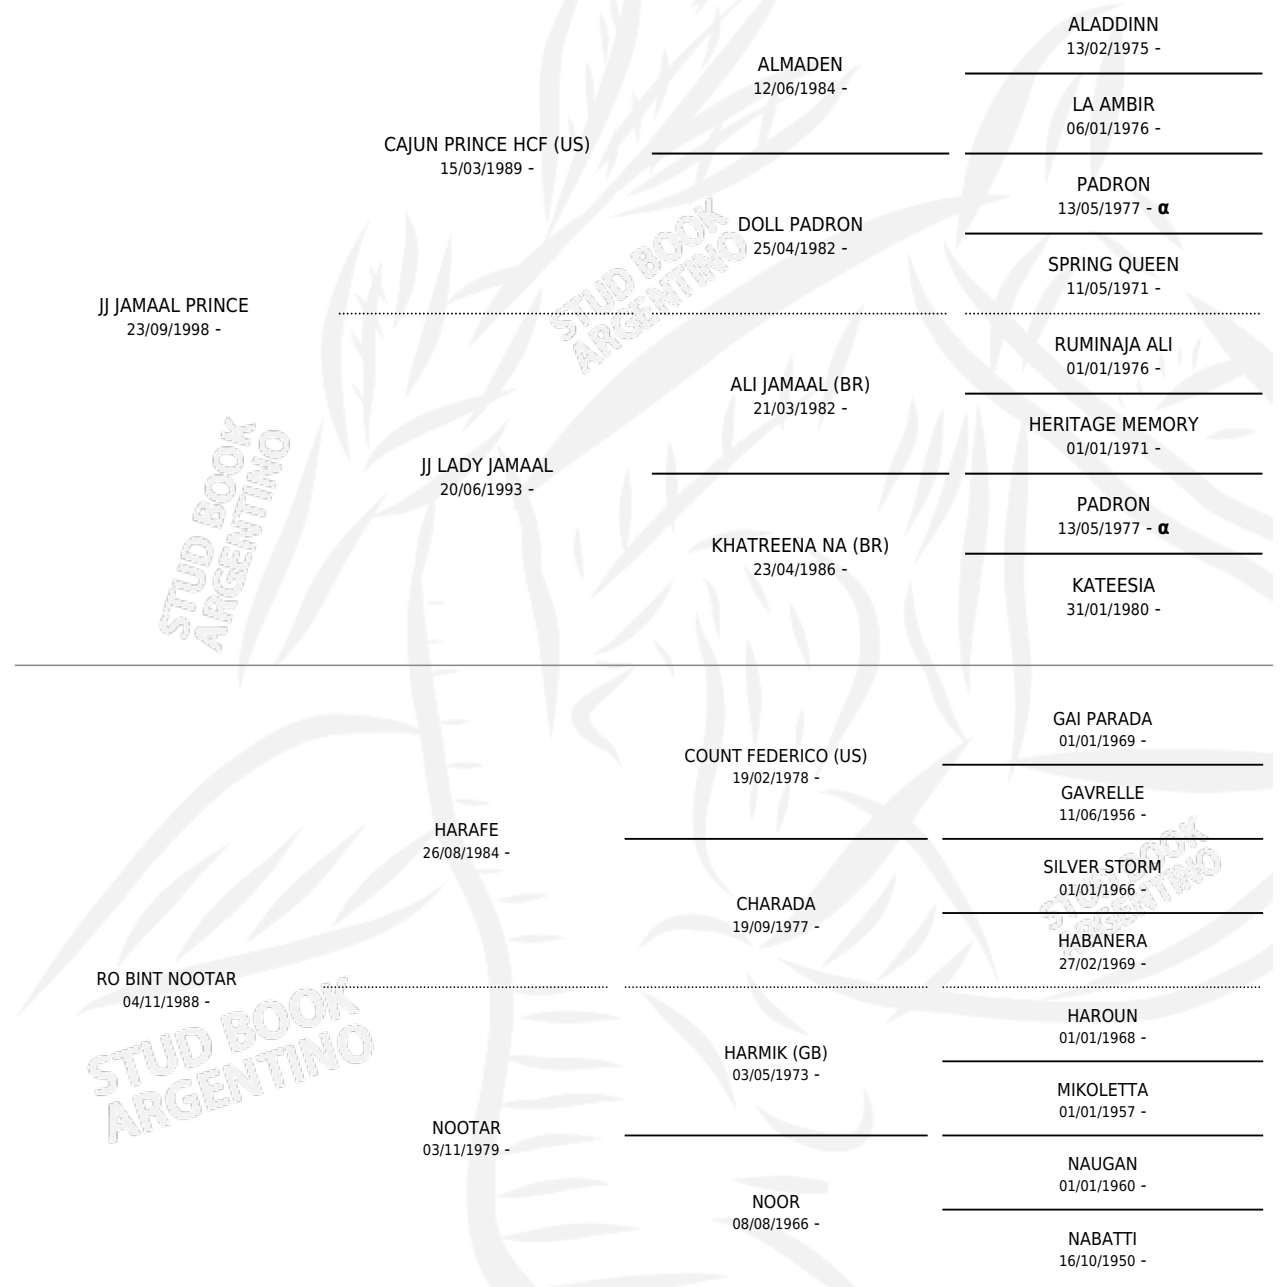 ALADDINN
13/02/1975 -
ALMADEN
12/06/1984 -
LA AMBIR
06/01/1976 -
CAJUN PRINCE HCF (US)
15/03/1989 -
PADRON
13/05/1977 - α
DOLL PADRON
25/04/1982 -
SPRING QUEEN
11/05/1971 -
JJ JAMAAL PRINCE
23/09/1998 -
RUMINAJA ALI
01/01/1976 -
ALI JAMAAL (BR)
21/03/1982 -
HERITAGE MEMORY
01/01/1971 -
JJ LADY JAMAAL
20/06/1993 -
PADRON
13/05/1977 - α
KHATREENA NA (BR)
23/04/1986 -
KATEESIA
31/01/1980 -
GAI PARADA
01/01/1969 -
COUNT FEDERICO (US)
19/02/1978 -
GAVRELLE
11/06/1956 -
HARAFE
26/08/1984 -
SILVER STORM
01/01/1966 -
CHARADA
19/09/1977 -
HABANERA
27/02/1969 -
RO BINT NOOTAR
04/11/1988 -
HAROUN
01/01/1968 -
HARMIK (GB)
03/05/1973 -
MIKOLETTA
01/01/1957 -
NOOTAR
03/11/1979 -
NAUGAN
01/01/1960 -
NOOR
08/08/1966 -
NABATTI
16/10/1950 -
STUD BOOK
ARGENTINO
STUD BOOK
ARGENTINO
STUD BOOK
ARGENTINO
STUD BOOK
ARGENTINO